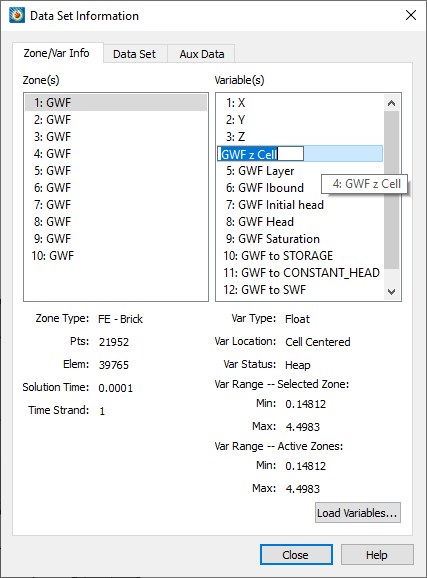 Data Set Information
Zone/Var Info
Data Set
Aux Data
Zone(s)
1: GWF
2: GWF
3: GWF
4: GWF
5: GWF
6: GWF
7: GWF
8: GWF
9: GWF
10: GWF
Variable(s)
1: X
2: Y
3: Z
GWF z Cell
5: GWF Layer
4: GWF z Cell
6: GWF Ibound
7: GWF Initial head
8: GWF Head
9: GWF Saturation
10: GWF to STORAGE
11: GWF to CONSTANT_HEAD
12: GWF to SWF
Zone Type: FE - Brick
Pts: 21952
Elem: 39765
Solution Time: 0.0001
Time Strand: 1
Var Type: Float
Var Location: Cell Centered
Var Status: Heap
Var Range -- Selected Zone:
Min: 0.14812
Max: 4.4983
Var Range -- Active Zones:
Min: 0.14812
Max: 4.4983
Load Variables...
Close
Help